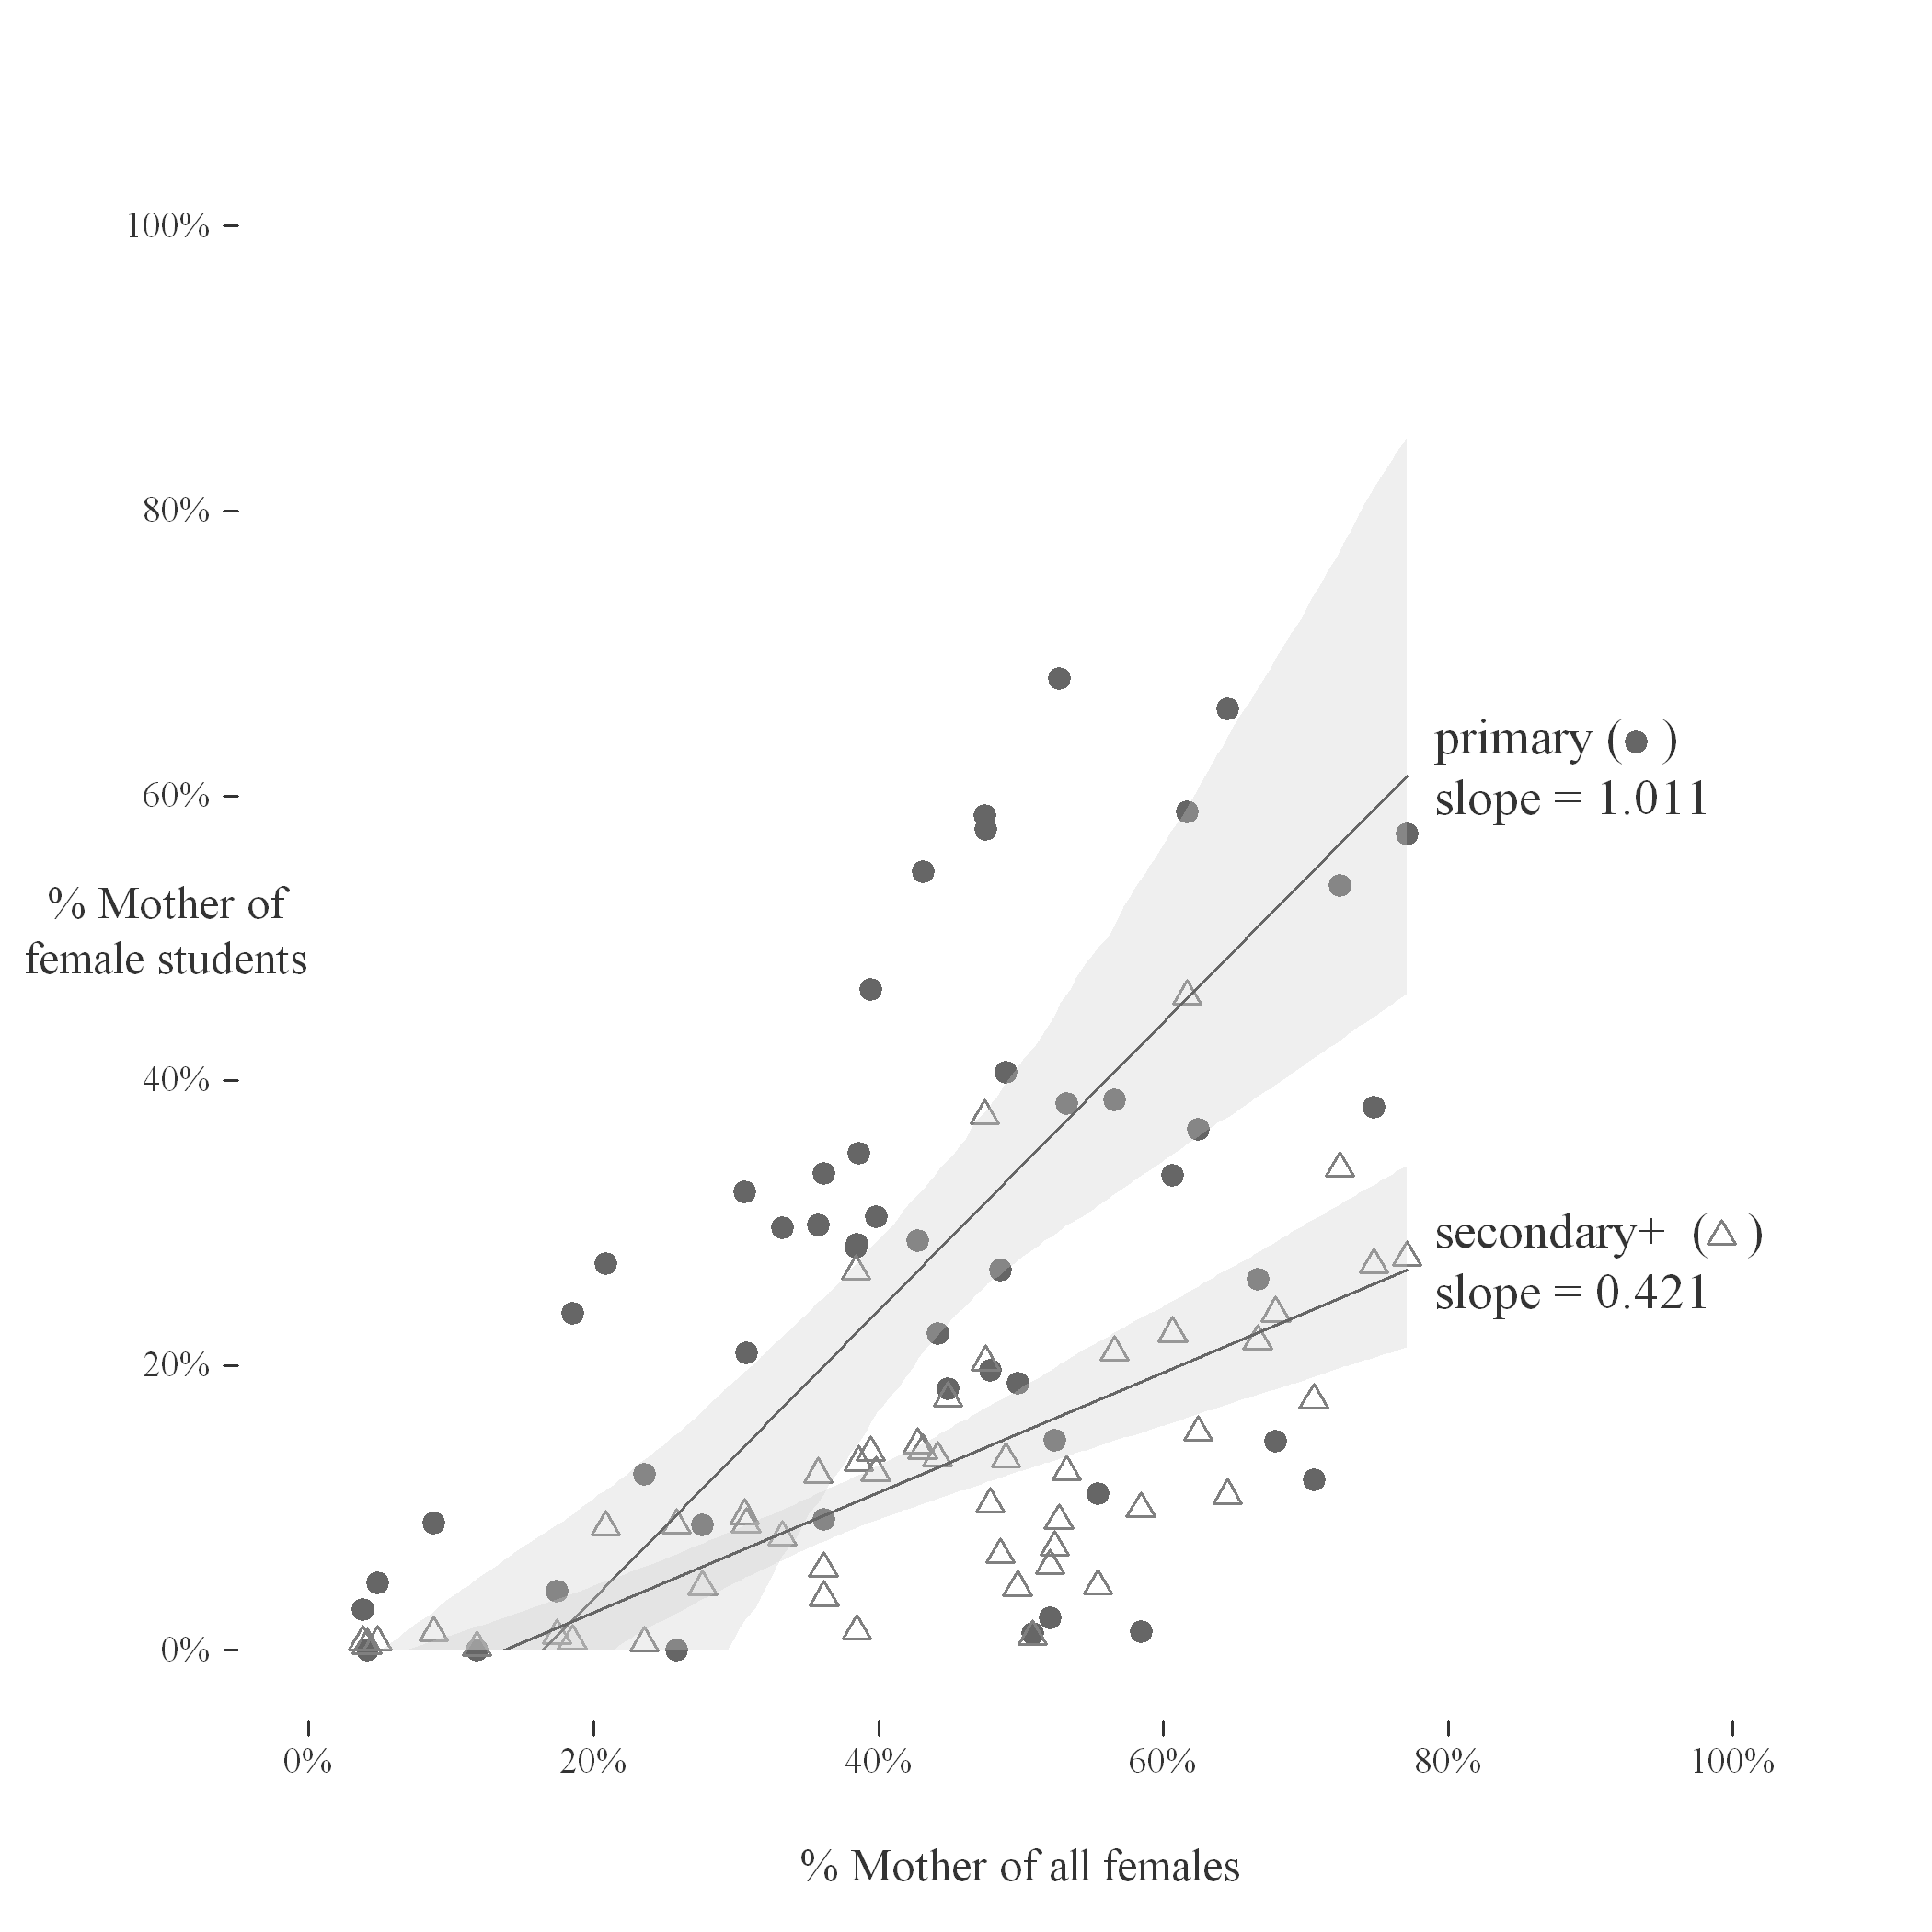 100%
80%
60%
40%
20%
0%
% Mother of
female students
primary (● )
slope = 1.011
secondary+ (△ )
slope = 0.421
0%
20%
40%
60%
80%
100%
% Mother of all females